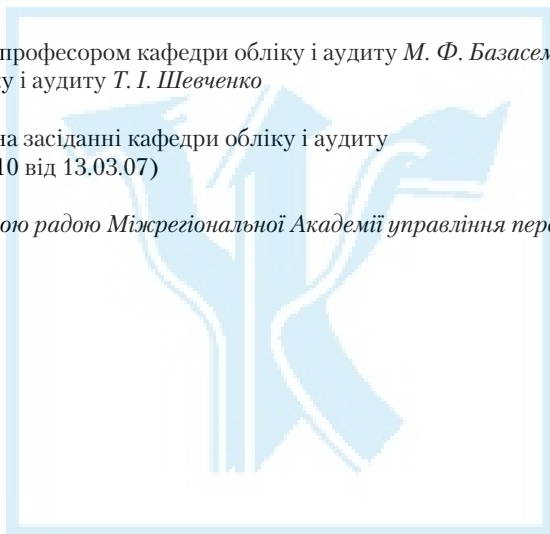 професором кафедри обліку і аудиту М. Ф. Базасем
у і аудиту Т. І. Шевченко
на засіданні кафедри обліку і аудиту
10 від 13.03.07)
ою радою Міжрегіональної Академії управління пер